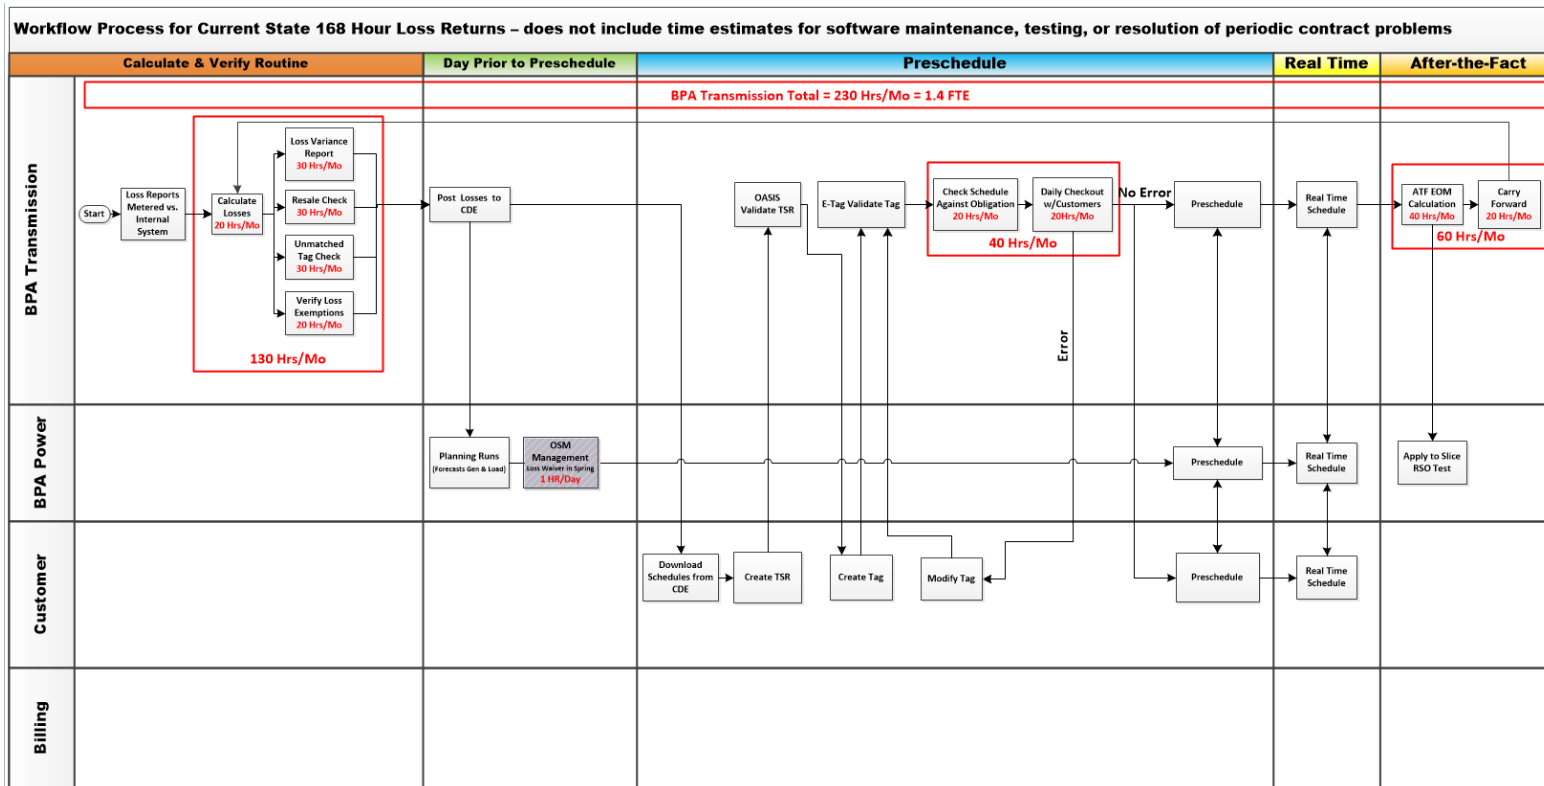 Workflow Process for Current State 168 Hour Loss Returns – does not include time estimates for software maintenance, testing, or resolution of periodic contract problems
Calculate & Verify Routine
Day Prior to Preschedule
Preschedule
Real Time
After-the-Fact
BPA Transmission
BPA Transmission Total = 230 Hrs/Mo = 1.4 FTE
Start
Loss Reports
Metered vs.
Internal
System
Calculate
Losses
20 Hrs/Mo
Loss Variance
Report
30 Hrs/Mo
Resale Check
30 Hrs/Mo
Unmatched
Tag Check
30 Hrs/Mo
Verify Loss
Exemptions
20 Hrs/Mo
130 Hrs/Mo
Post Losses to
CDE
OASIS
Validate TSR
E-Tag Validate Tag
Check Schedule
Against Obligation
20 Hrs/Mo
Daily Checkout
w/Customers
20Hrs/Mo
40 Hrs/Mo
No Error
Error
Preschedule
Real Time
Schedule
ATF EOM
Calculation
40 Hrs/Mo
Carry
Forward
20 Hrs/Mo
60 Hrs/Mo
BPA Power
Planning Runs
(Forecasts Gen & Load)
OSM
Management
Loss Waiver in Spring
1 HR/Day
Preschedule
Real Time
Schedule
Apply to Slice
RSO Test
Customer
Download
Schedules from
CDE
Create TSR
Create Tag
Modify Tag
Preschedule
Real Time
Schedule
Billing